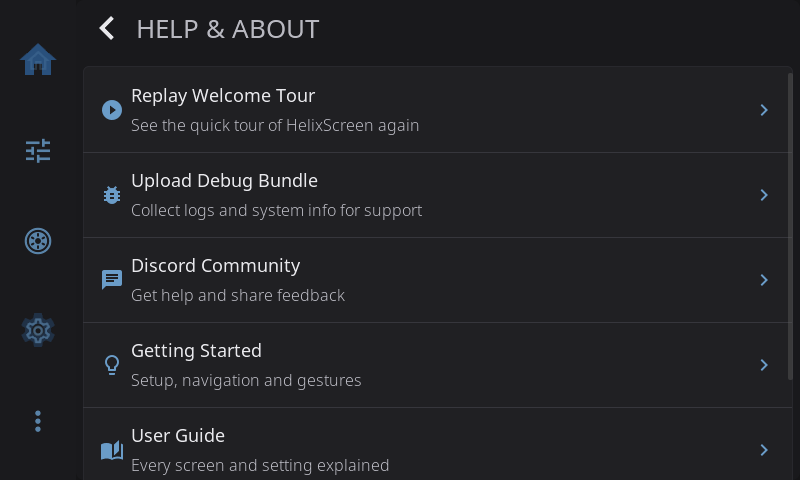 HELP & ABOUT
Replay Welcome Tour
See the quick tour of HelixScreen again
Upload Debug Bundle
Collect logs and system info for support
Discord Community
Get help and share feedback
Getting Started
Setup, navigation and gestures
User Guide
Every screen and setting explained